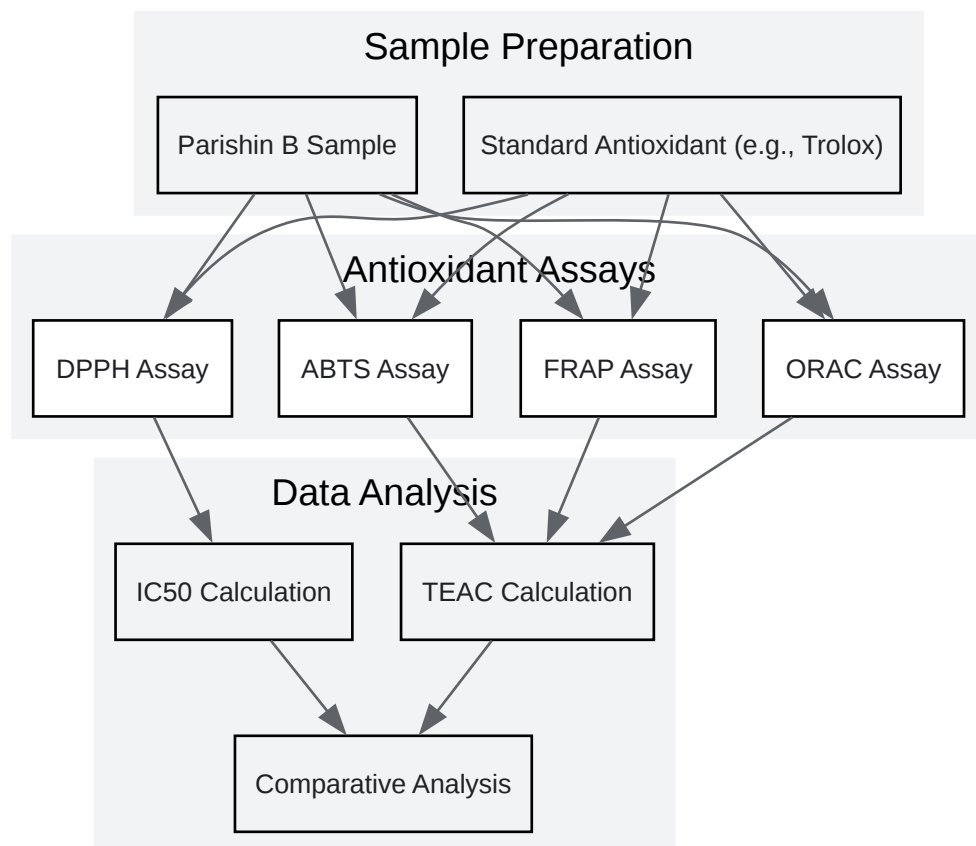 Sample Preparation
Parishin B Sample
Standard Antioxidant (e.g., Trolox)
Antioxidant Assays
DPPH Assay
ABTS Assay
FRAP Assay
ORAC Assay
Data Analysis
IC50 Calculation
TEAC Calculation
Comparative Analysis